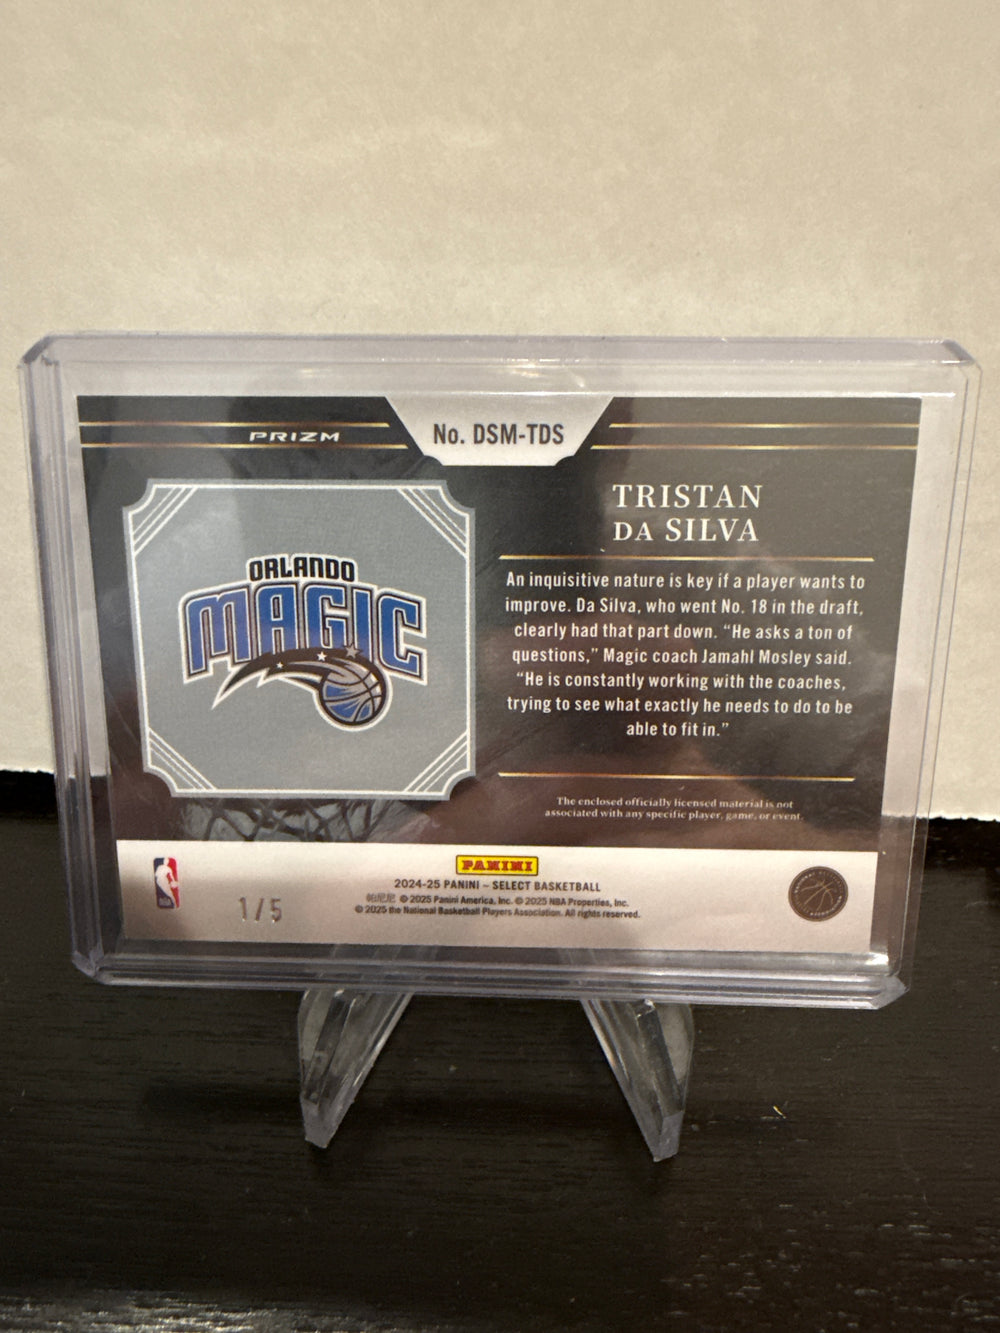 PRIZM
No. DSM-TDS
ORLANDO
MAGIC
TRISTAN
DA SILVA
An inquisitive nature is key if a player wants to
improve. Da Silva, who went No. 18 in the draft,
clearly had that part down. “He asks a ton of
questions,” Magic coach Jamahl Mosley said.
“He is constantly working with the coaches,
trying to see what exactly he needs to do to be
able to fit in.”
The enclosed officially licensed material is not
associated with any specific player, game, or event.
PANINI
2024-25 PANINI – SELECT BASKETBALL
帕尼尼 © 2025 Panini America, Inc. © 2025 NBA Properties, Inc.
© 2025 the National Basketball Players Association. All rights reserved.
1/5